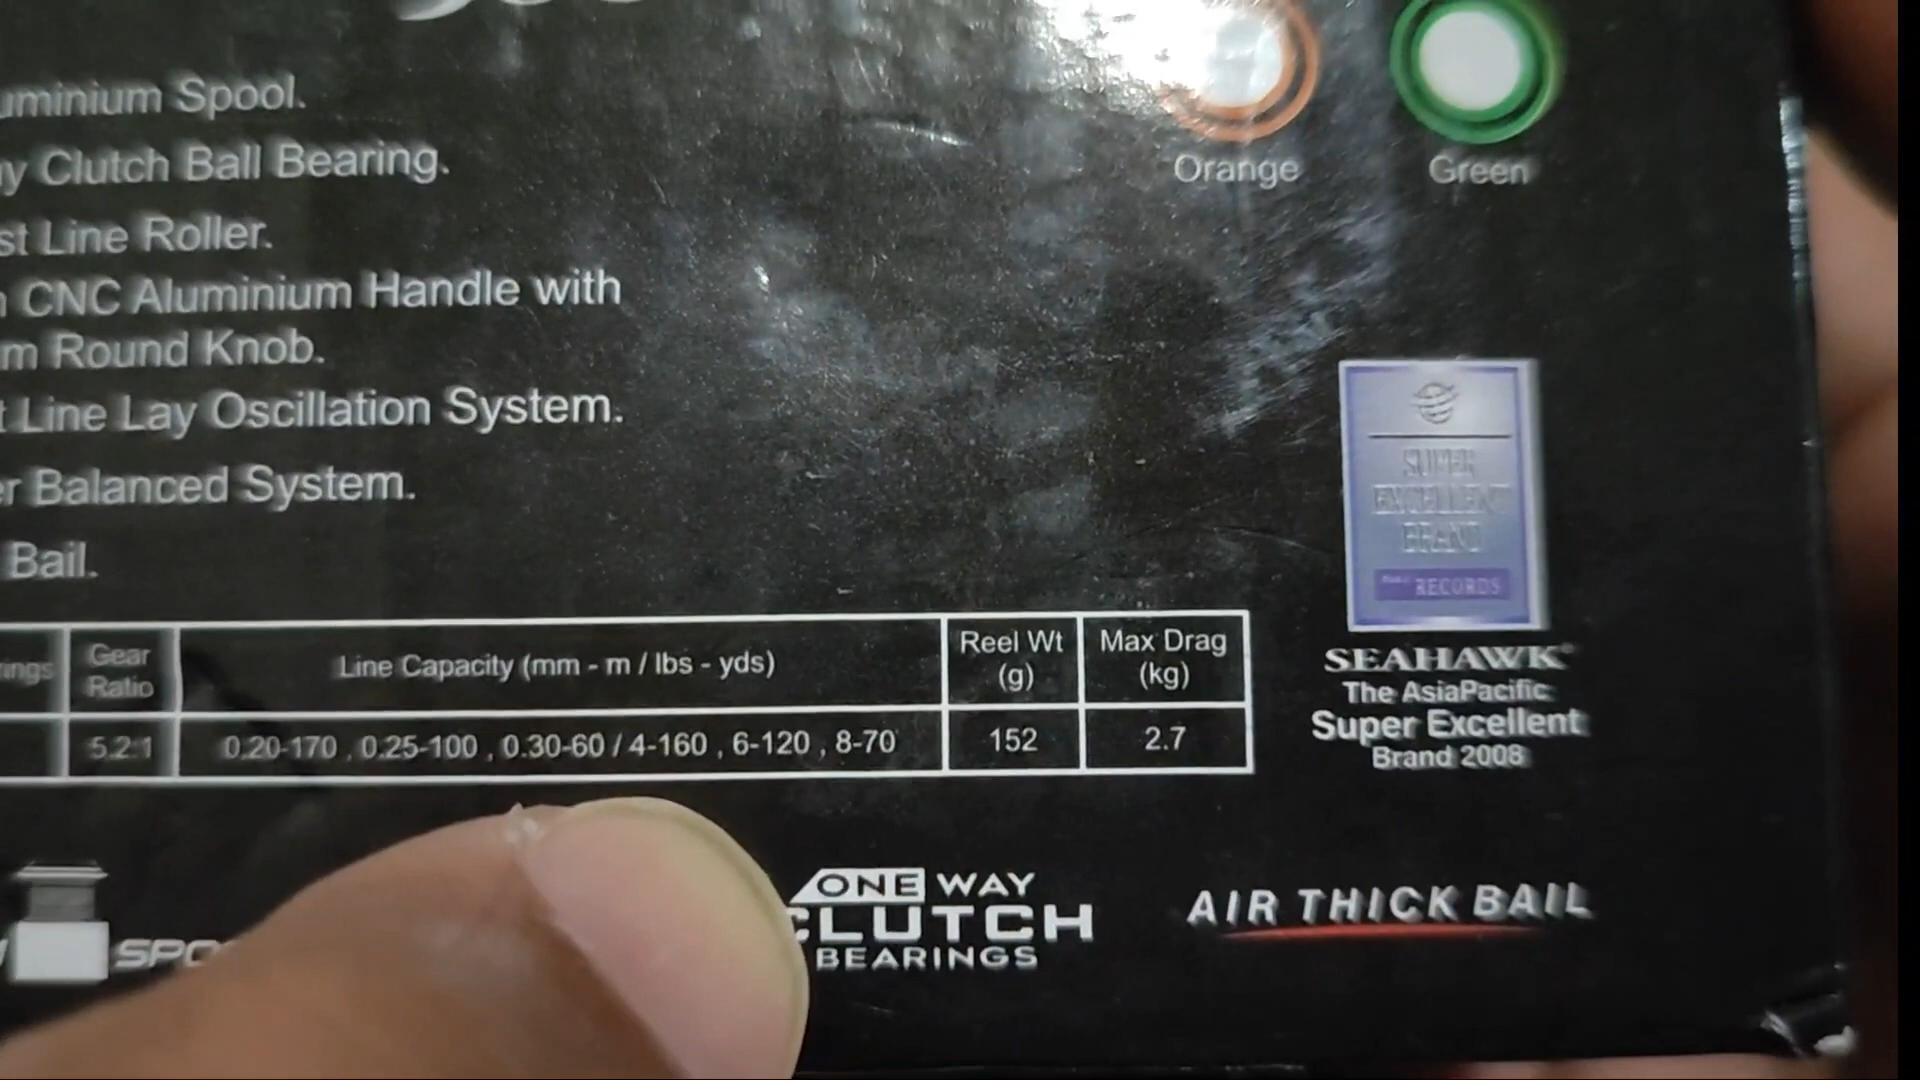 uminium Spool.
y Clutch Ball Bearing.
st Line Roller.
CNC Aluminium Handle with
m Round Knob.
t Line Lay Oscillation System.
er Balanced System.
Bail.
Orange
Green
SUPER
EXCELLENT
BRAND
RECORDS
SEAHAWK®
The AsiaPacific
Super Excellent
Brand 2008
ings Gear Ratio Line Capacity (mm - m / lbs - yds) Reel Wt (g) Max Drag (kg)
5.2:1 0.20-170 , 0.25-100 , 0.30-60 / 4-160 , 6-120 , 8-70 152 2.7
SPO
ONE WAY
CLUTCH
BEARINGS
AIR THICK BAIL